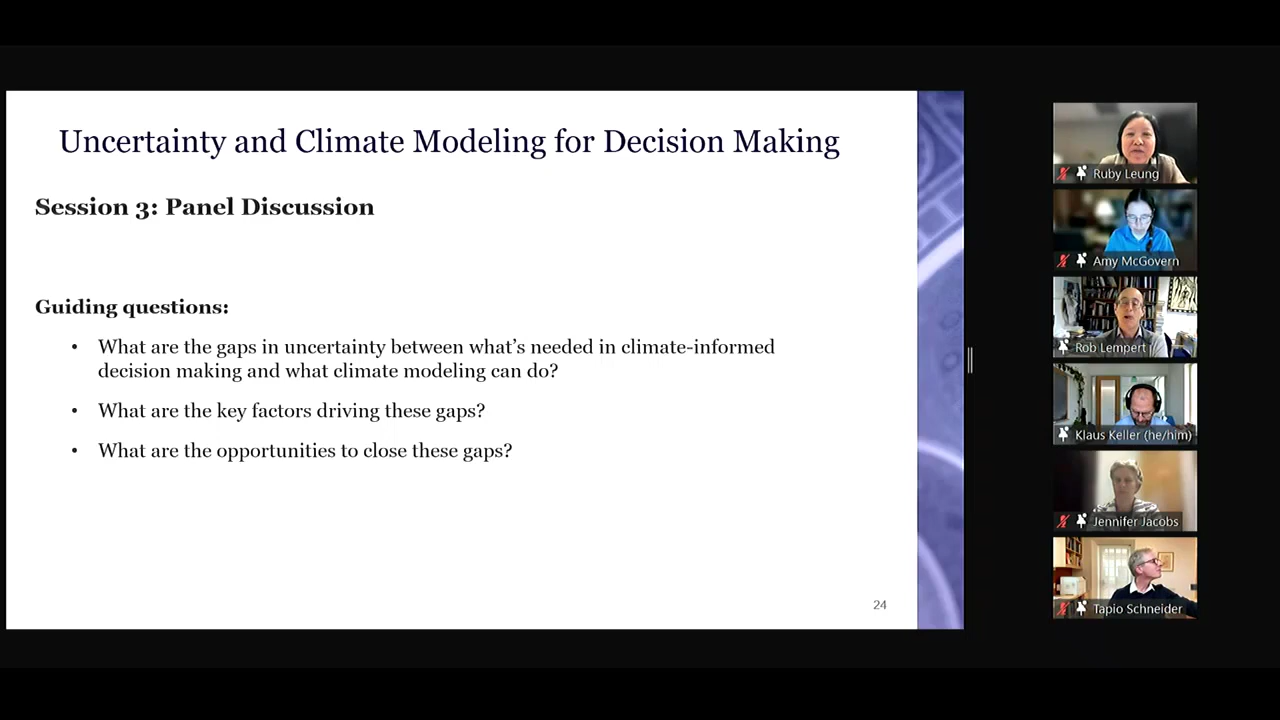 Uncertainty and Climate Modeling for Decision Making
Session 3: Panel Discussion
Guiding questions:
• What are the gaps in uncertainty between what's needed in climate-informed
decision making and what climate modeling can do?
• What are the key factors driving these gaps?
• What are the opportunities to close these gaps?
24
Ruby Leung
Amy McGovern
Rob Lempert
Klaus Keller (he/him)
Jennifer Jacobs
Tapio Schneider